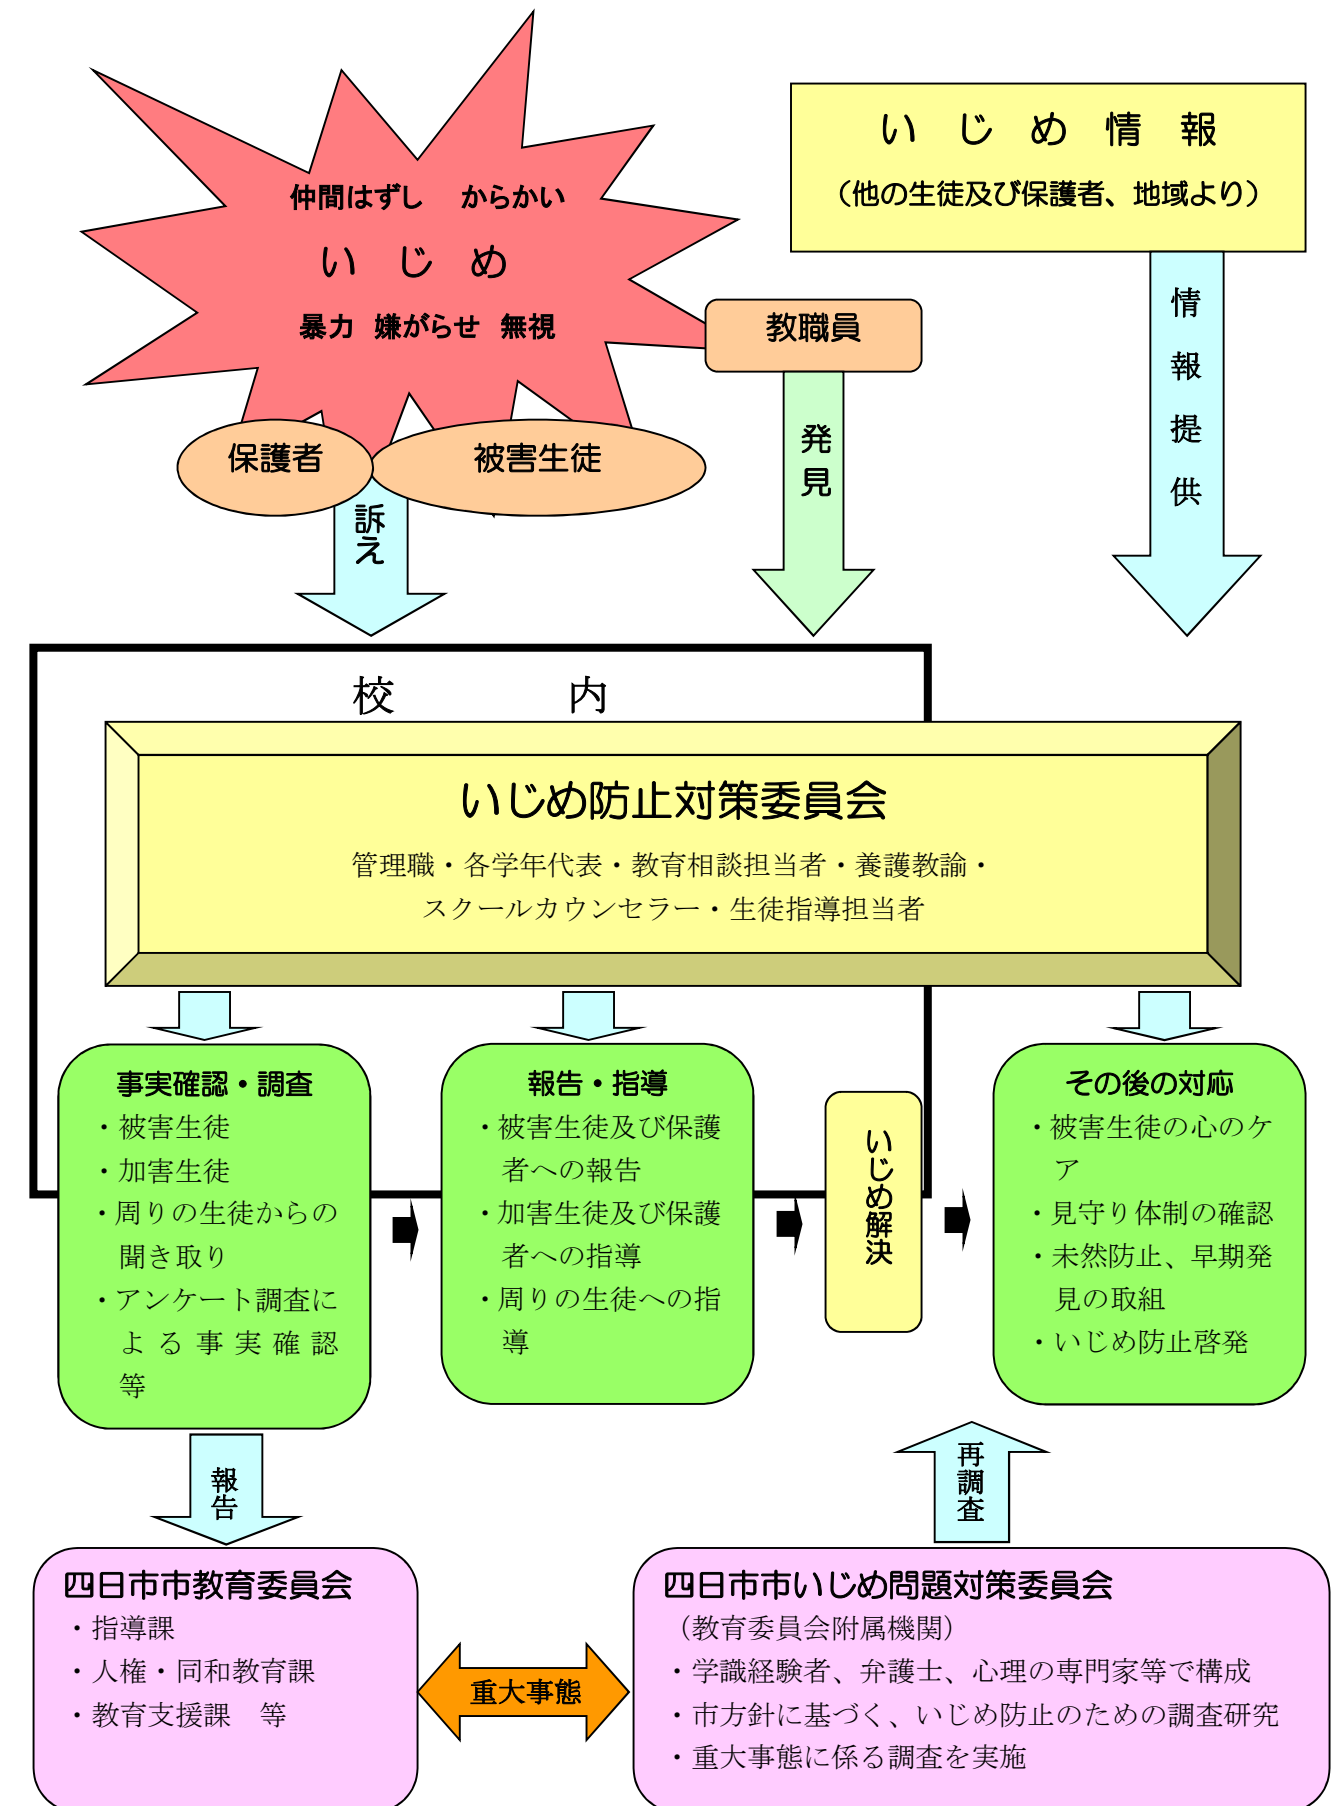 仲間はずし からかい
い じ め
暴力 嫌がらせ 無視
い じ め 情 報
（他の生徒及び保護者、地域より）
教職員
保護者
被害生徒
訴え
発見
情報提供
校 内
いじめ防止対策委員会
管理職・各学年代表・教育相談担当者・養護教諭・
スクールカウンセラー・生徒指導担当者
事実確認・調査
・被害生徒
・加害生徒
・周りの生徒からの
聞き取り
・アンケート調査に
よる事実確認
等
報告・指導
・被害生徒及び保護
者への報告
・加害生徒及び保護
者への指導
・周りの生徒への指
導
いじめ解決
その後の対応
・被害生徒の心のケ
ア
・見守り体制の確認
・未然防止、早期発
見の取組
・いじめ防止啓発
報告
再調査
四日市市教育委員会
・指導課
・人権・同和教育課
・教育支援課 等
重大事態
四日市市いじめ問題対策委員会
（教育委員会附属機関）
・学識経験者、弁護士、心理の専門家等で構成
・市方針に基づく、いじめ防止のための調査研究
・重大事態に係る調査を実施